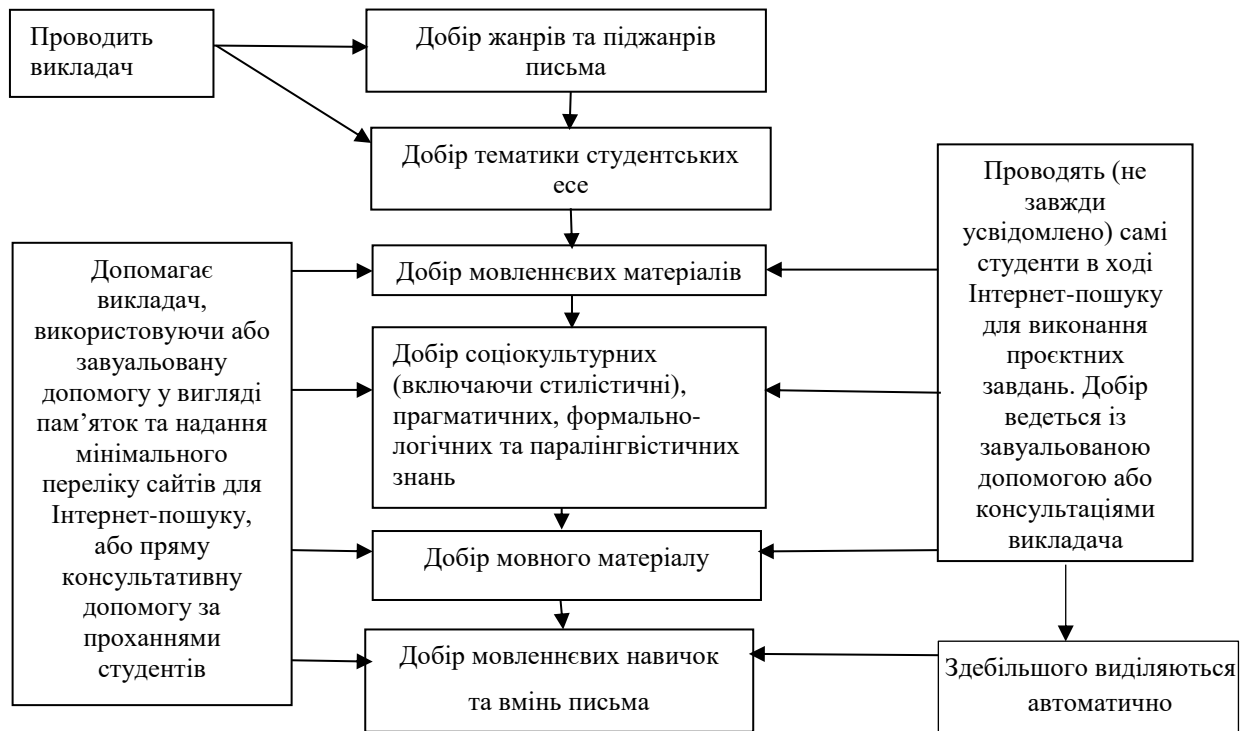 Проводить
викладач
Добір жанрів та піджанрів
письма
Добір тематики студентських
есе
Допомагає
викладач,
використовуючи або
завуальовану
допомогу у вигляді
пам’яток та надання
мінімального
переліку сайтів для
Інтернет-пошуку,
або пряму
консультативну
допомогу за
проханнями
студентів
Добір мовленнєвих матеріалів
Добір соціокультурних
(включаючи стилістичні),
прагматичних, формально-
логічних та паралінгвістичних
знань
Добір мовного матеріалу
Добір мовленнєвих навичок
та вмінь письма
Проводять (не
завжди
усвідомлено) самі
студенти в ході
Інтернет-пошуку
для виконання
проєктних
завдань. Добір
ведеться із
завуальованою
допомогою або
консультаціями
викладача
Здебільшого виділяються
автоматично